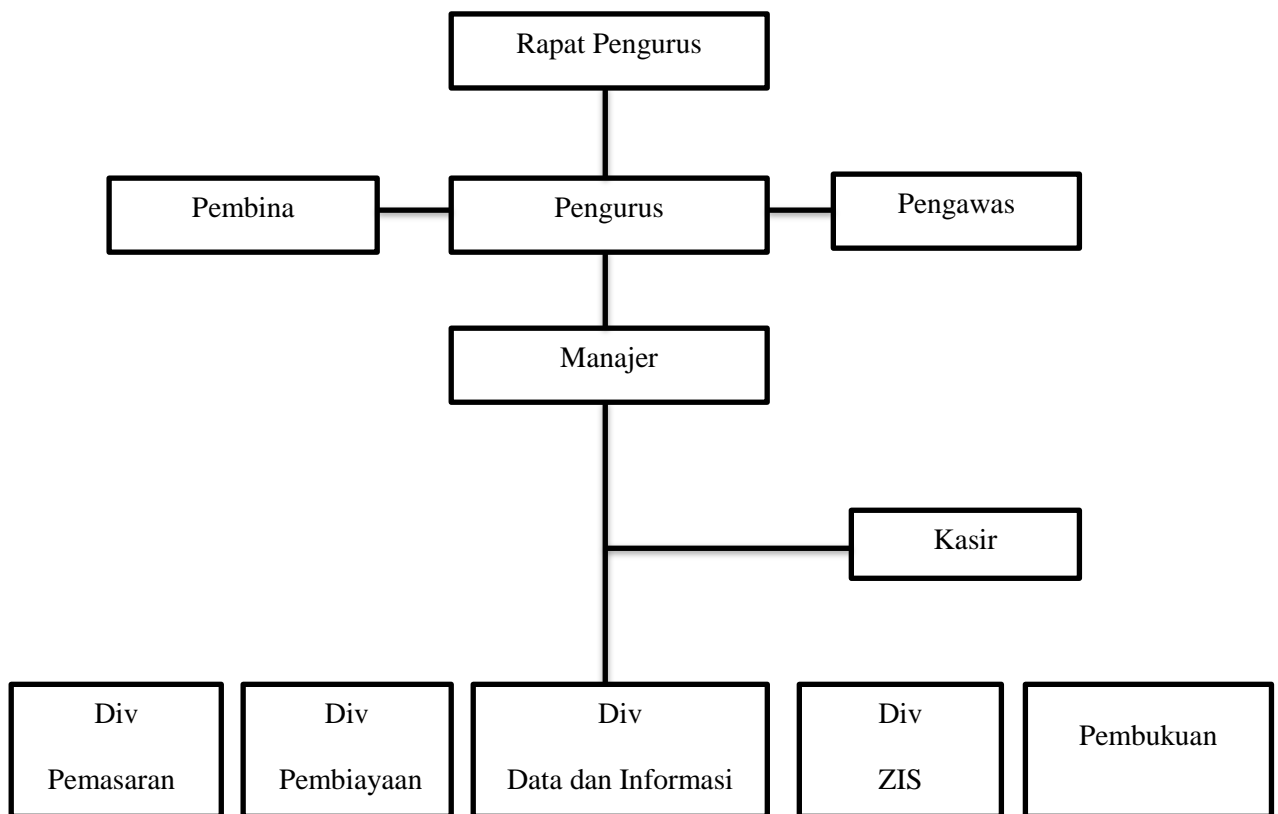 Rapat Pengurus
Pembina
Pengurus
Pengawas
Manajer
Kasir
Div
Pemasaran
Div
Pembiayaan
Div
Data dan Informasi
Div
ZIS
Pembukuan